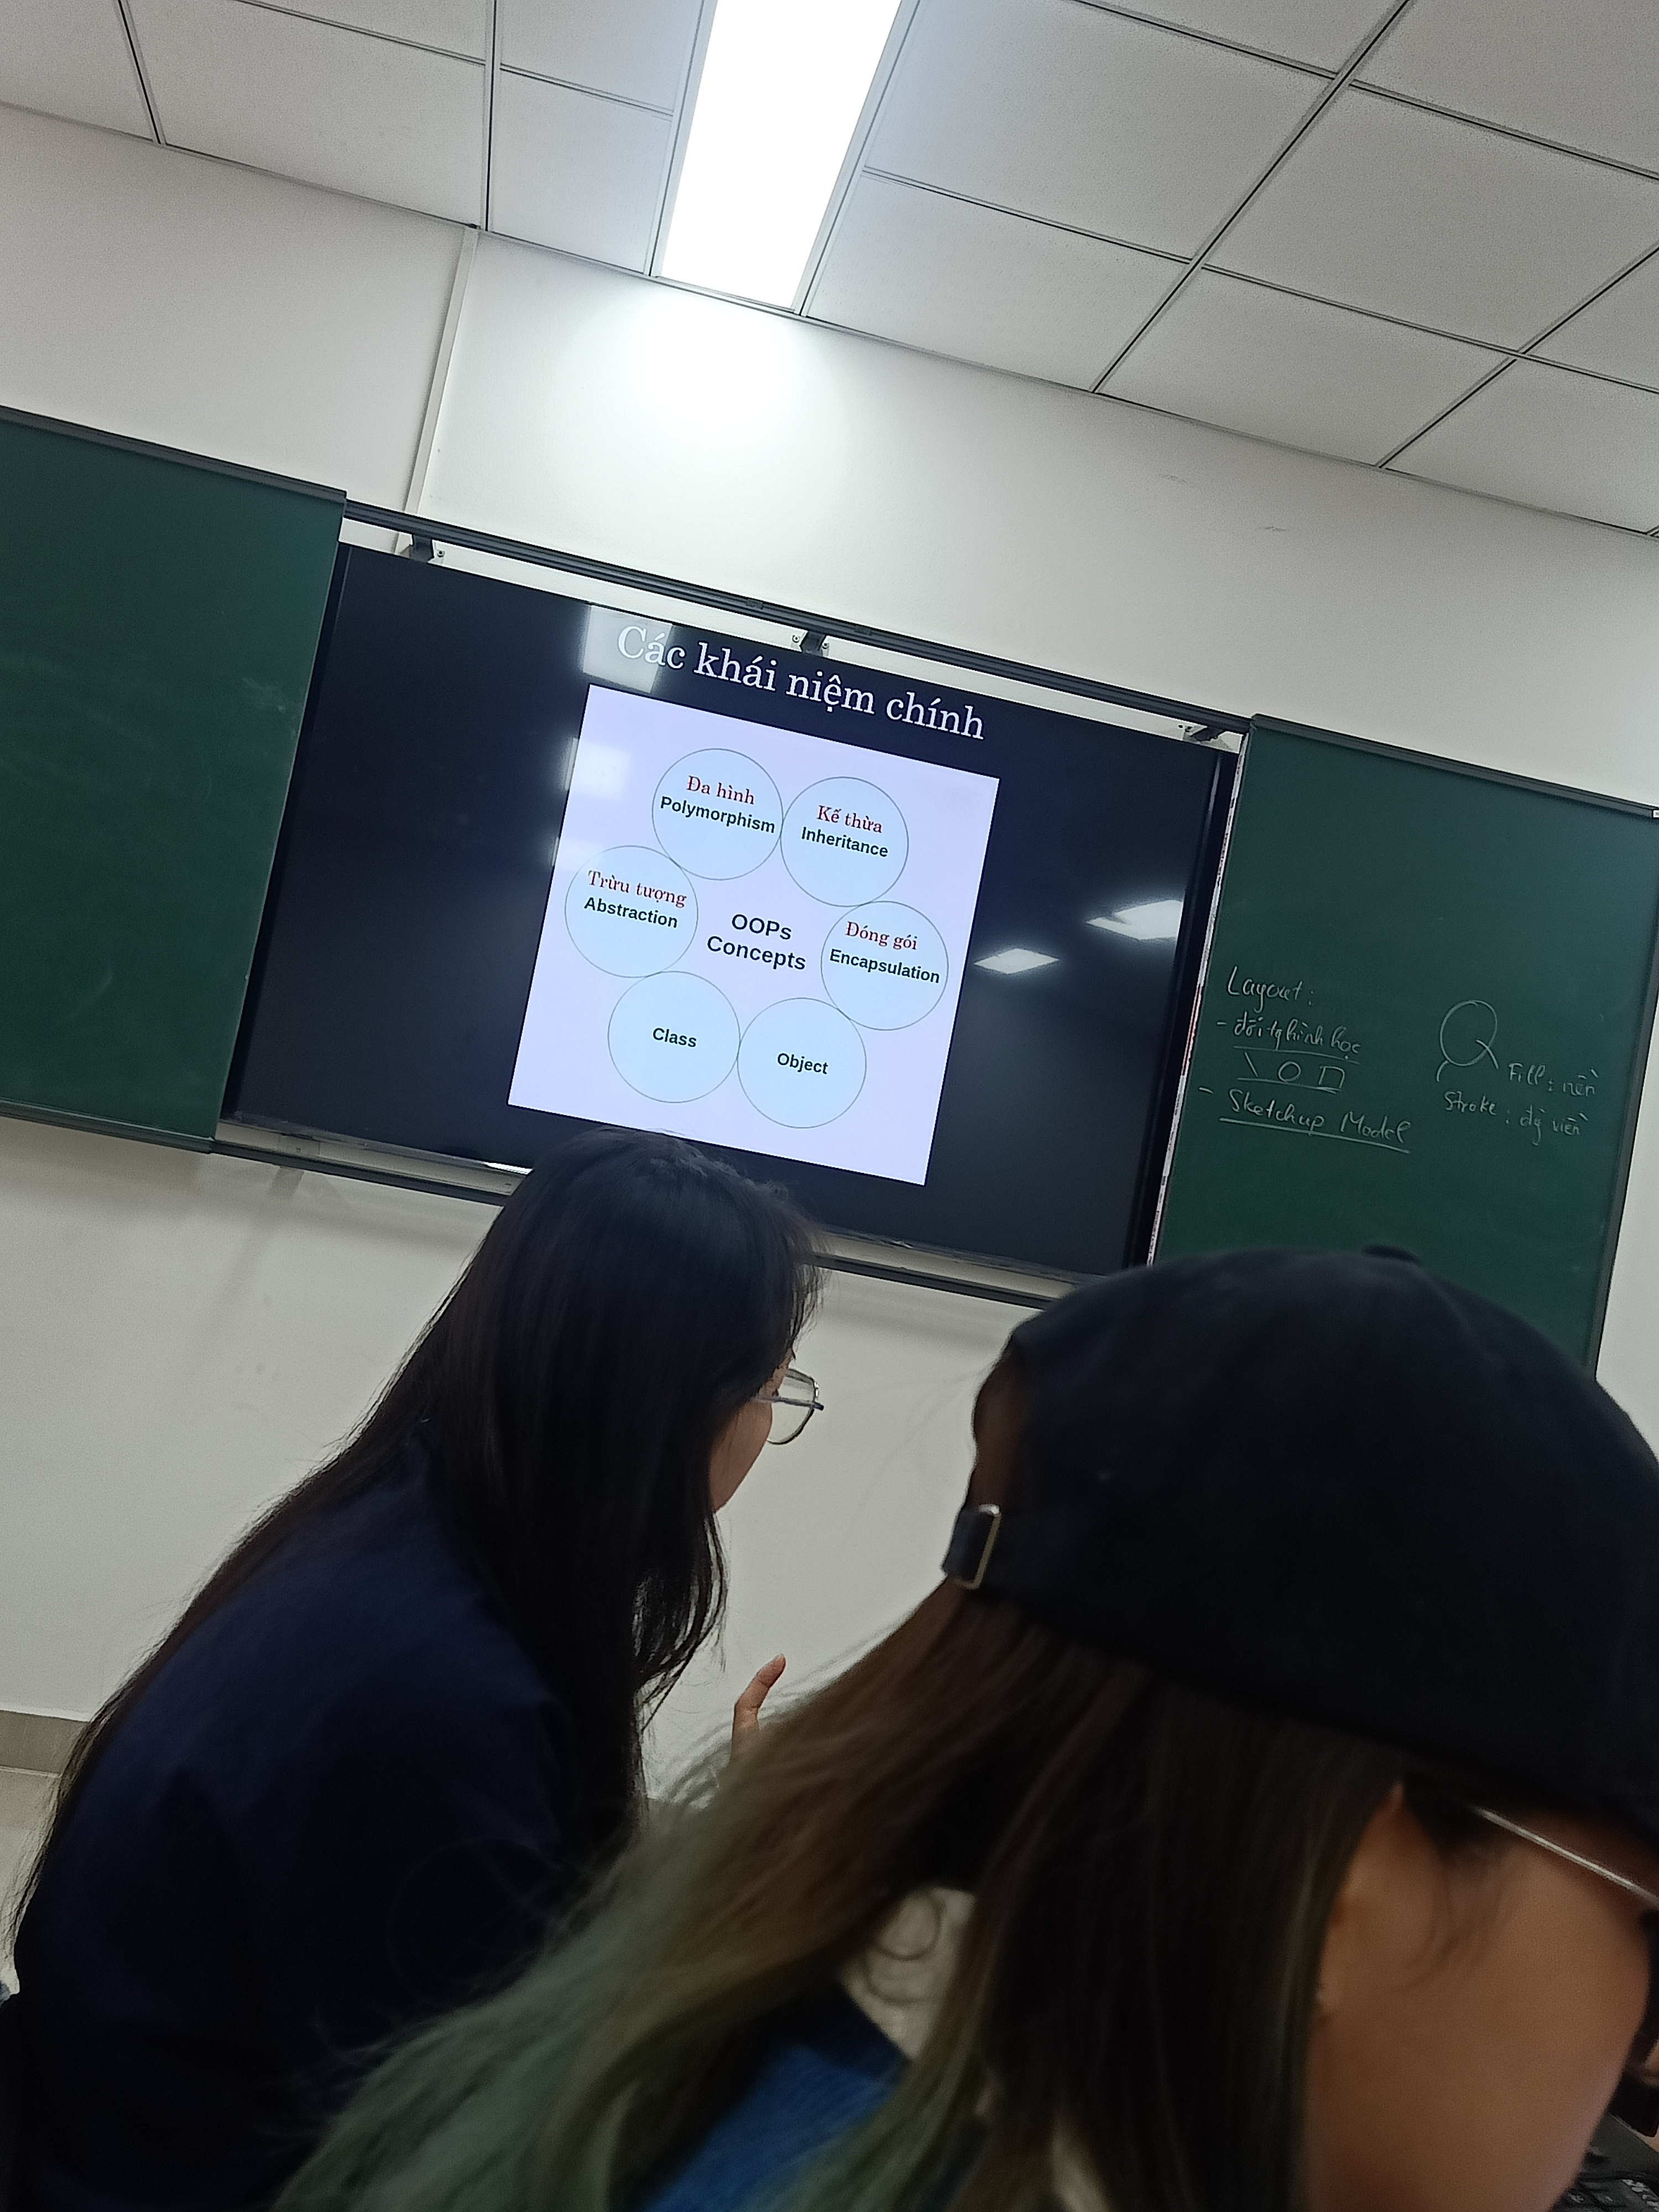 Các khái niệm chính
Đa hình
Polymorphism
Kế thừa
Inheritance
Trừu tượng
Abstraction
OOPs
Concepts
Đóng gói
Encapsulation
Class
Object
Layout:
- đối tg hình học
- Sketchup Model
Fill: nền
Stroke: đg viền